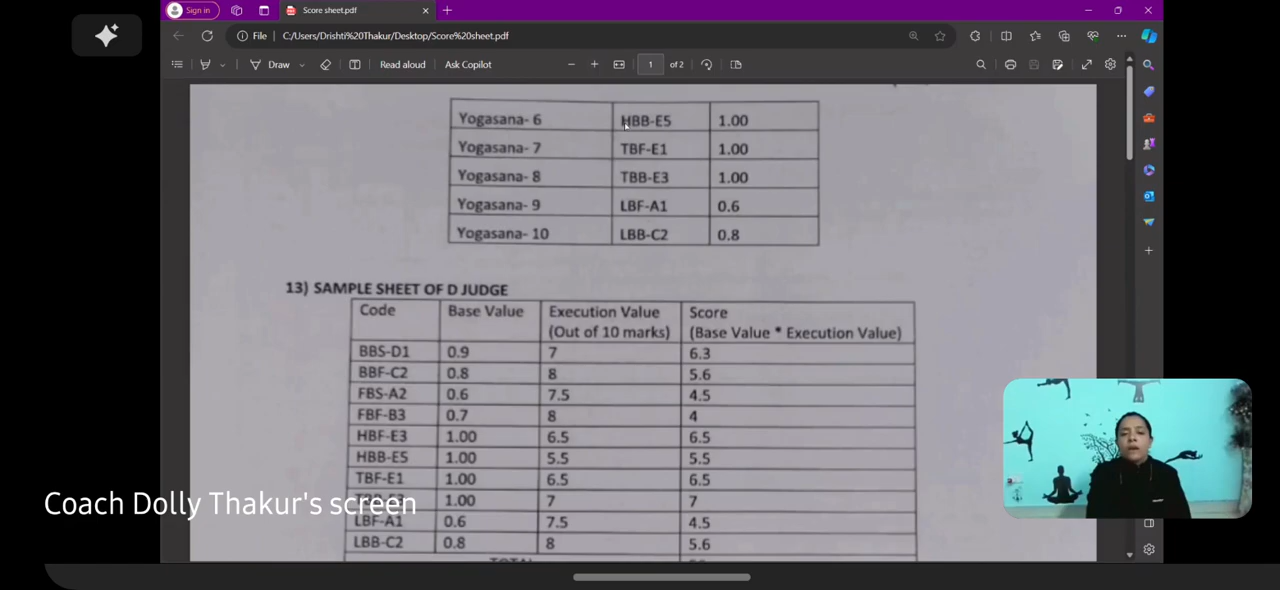 Sign in
Score sheet.pdf
File C:/Users/Drishti%20Thakur/Desktop/Score%20sheet.pdf
Draw Read aloud Ask Copilot 1 of 2
Yogasana- 6 HBB-E5 1.00
Yogasana- 7 TBF-E1 1.00
Yogasana- 8 TBB-E3 1.00
Yogasana- 9 LBF-A1 0.6
Yogasana- 10 LBB-C2 0.8
13) SAMPLE SHEET OF D JUDGE
Code Base Value Execution Value Score
(Out of 10 marks) (Base Value * Execution Value)
BBS-D1 0.9 7 6.3
BBF-C2 0.8 8 5.6
FBS-A2 0.6 7.5 4.5
FBF-B3 0.7 8 4
HBF-E3 1.00 6.5 6.5
HBB-E5 1.00 5.5 5.5
TBF-E1 1.00 6.5 6.5
1.00 7 7
Coach Dolly Thakur's screen
LBF-A1 0.6 7.5 4.5
LBB-C2 0.8 8 5.6
TOTAL